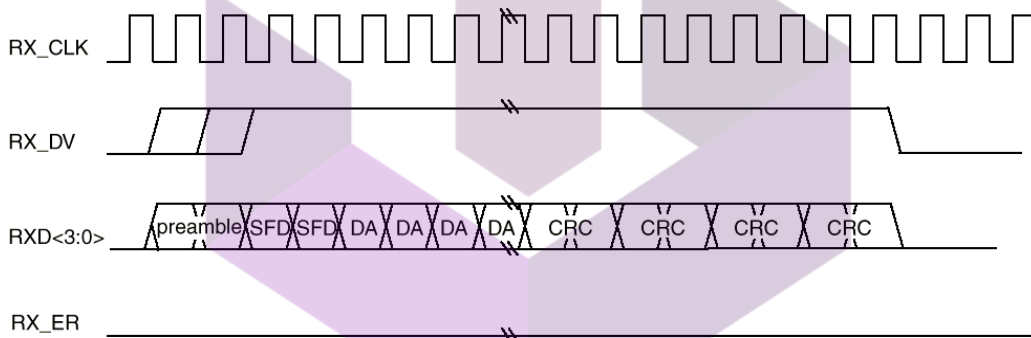 RX_CLK
RX_DV
RXD<3:0> preamble SFD SFD DA DA DA DA CRC CRC CRC CRC
RX_ER